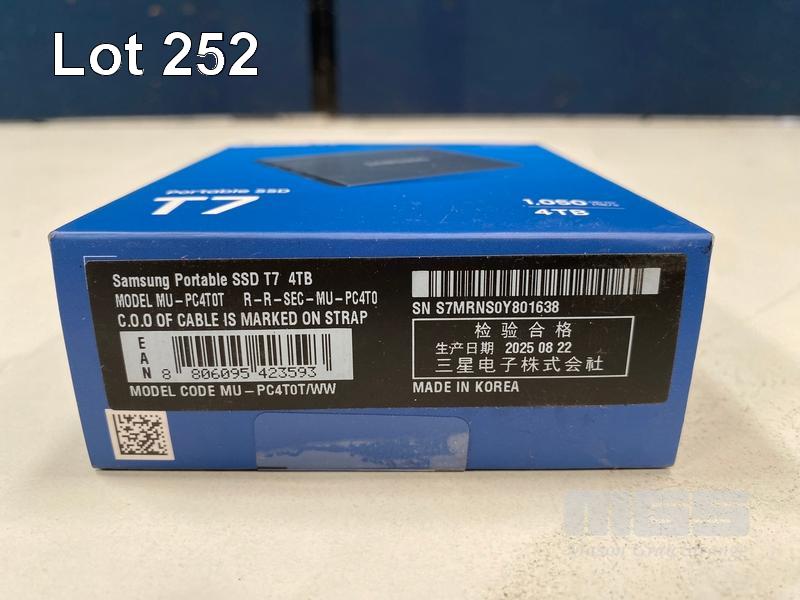 Lot 252
Portable SSD
T7
1,050
4TB
Samsung Portable SSD T7 4TB
MODEL MU-PC4T0T R-R-SEC-MU-PC4T0
C.O.O OF CABLE IS MARKED ON STRAP
EAN
8 806095 423593
MODEL CODE MU-PC4T0T/WW
SN S7MRNS0Y801638
检验合格
生产日期 2025 08 22
三星电子株式会社
MADE IN KOREA
MGS